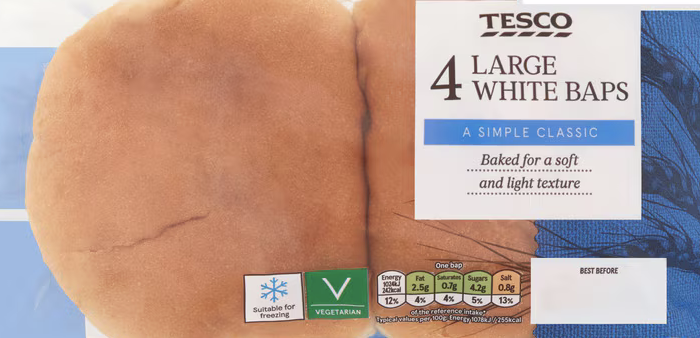 TESCO
4 LARGE
WHITE BAPS
A SIMPLE CLASSIC
Baked for a soft
and light texture
BEST BEFORE
Suitable for
freezing
V
VEGETARIAN
One bap
Energy Fat Saturates Sugars Salt
1024kJ 2.5g 0.7g 4.2g 0.8g
242kcal
12% 4% 4% 5% 13%
of the reference intake*
Typical values per 100g: Energy 1078kJ / 255kcal